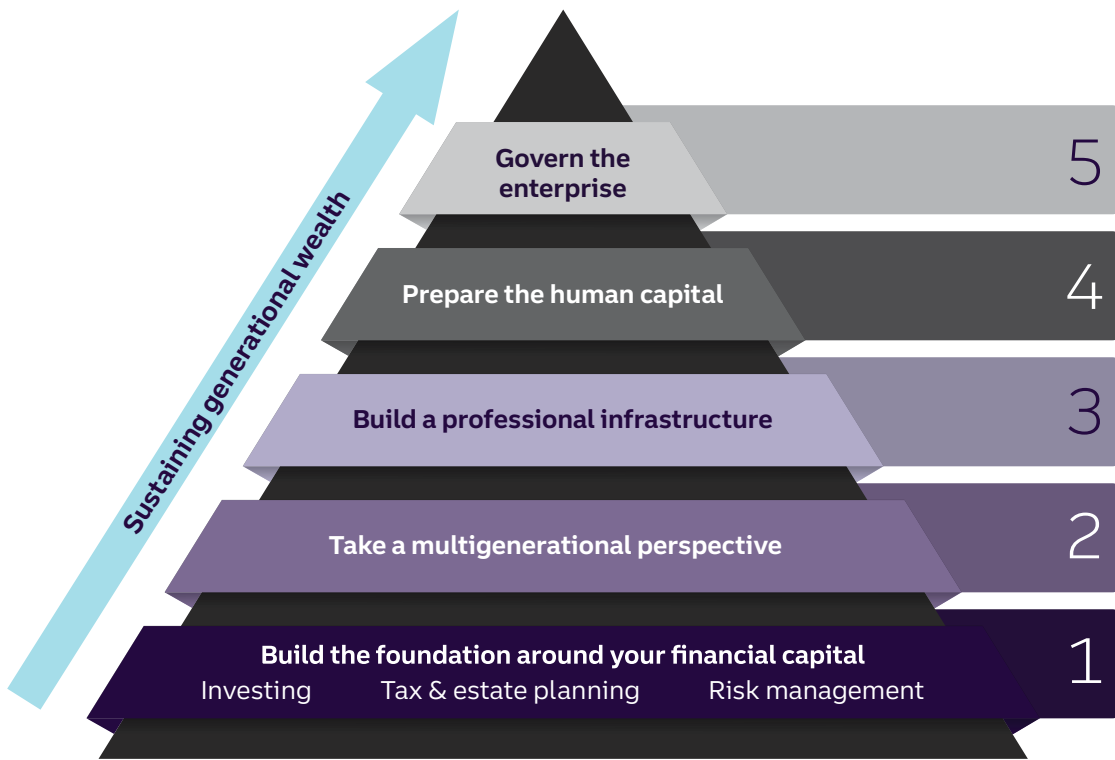 Sustaining generational wealth
Govern the
enterprise
5
Prepare the human capital
4
Build a professional infrastructure
3
Take a multigenerational perspective
2
Build the foundation around your financial capital
Investing Tax & estate planning Risk management
1